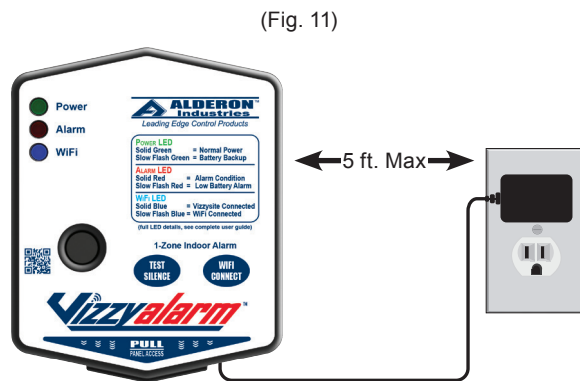 (Fig. 11)
Power
Alarm
WiFi
ALDERON™
Industries
Leading Edge Control Products
POWER LED
Solid Green = Normal Power
Slow Flash Green = Battery Backup
ALARM LED
Solid Red = Alarm Condition
Slow Flash Red = Low Battery Alarm
WIFI LED
Solid Blue = Vizzysite Connected
Slow Flash Blue = WiFi Connected
(full LED details, see complete user guide)
1-Zone Indoor Alarm
TEST
SILENCE
WIFI
CONNECT
Vizzyalarm™
PULL
PANEL ACCESS
5 ft. Max